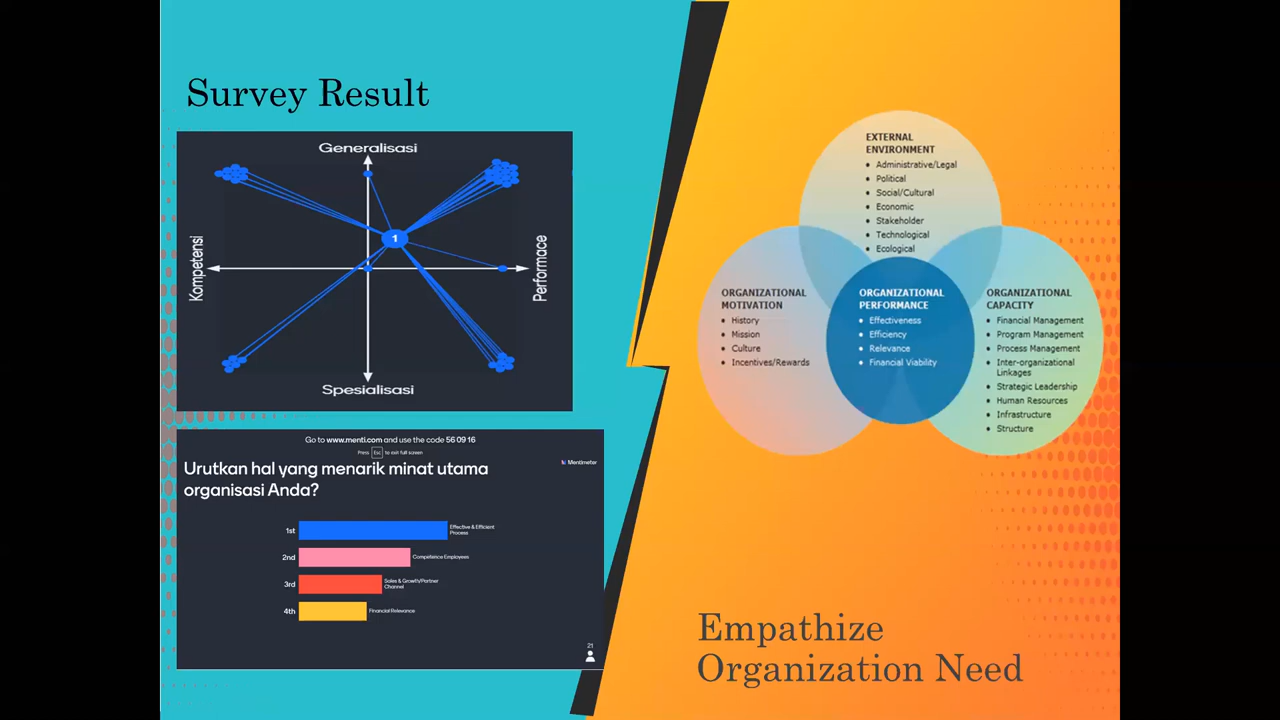 Survey Result
Generalisasi
Kompetensi
1
Performace
Spesialisasi
Go to www.menti.com and use the code 56 09 16
Press Esc to exit full screen
Mentimeter
Urutkan hal yang menarik minat utama
organisasi Anda?
1st
Effective & Efficient
Process
2nd
Competence Employees
3rd
Sales & Growth/Partner
Channel
4th
Financial Relevance
21
EXTERNAL
ENVIRONMENT
• Administrative/Legal
• Political
• Social/Cultural
• Economic
• Stakeholder
• Technological
• Ecological
ORGANIZATIONAL
MOTIVATION
• History
• Mission
• Culture
• Incentives/Rewards
ORGANIZATIONAL
PERFORMANCE
• Effectiveness
• Efficiency
• Relevance
• Financial Viability
ORGANIZATIONAL
CAPACITY
• Financial Management
• Program Management
• Process Management
• Inter-organizational
Linkages
• Strategic Leadership
• Human Resources
• Infrastructure
• Structure
Empathize
Organization Need